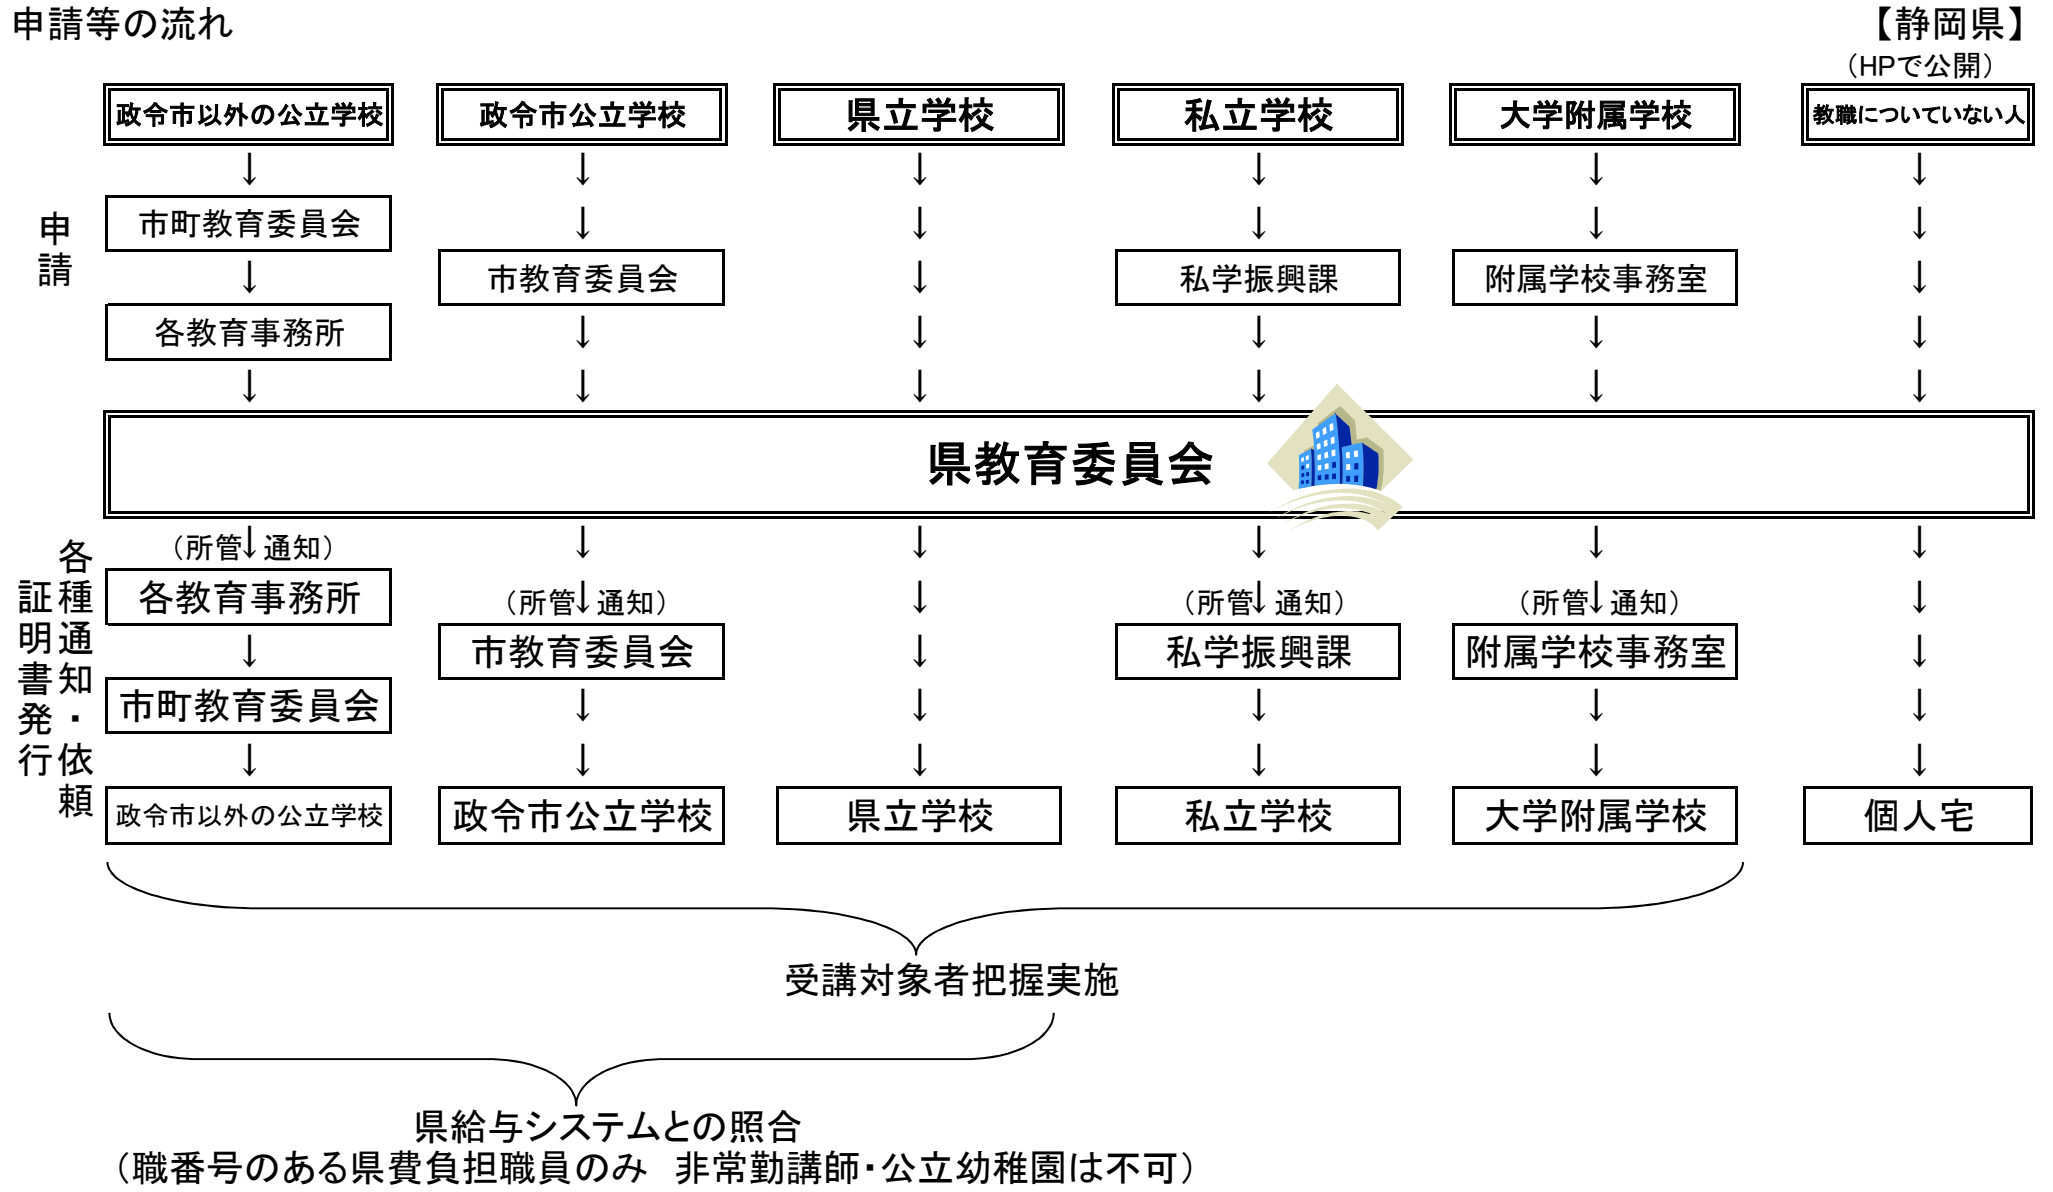 申請等の流れ
【静岡県】
（HPで公開）
政令市以外の公立学校
政令市公立学校
県立学校
私立学校
大学附属学校
教職についていない人
↓ ↓ ↓ ↓ ↓ ↓
申請
市町教育委員会
↓ ↓ ↓ ↓ ↓
↓
市教育委員会
↓
私学振興課
附属学校事務室
↓
各教育事務所
↓ ↓ ↓ ↓ ↓
↓ ↓ ↓ ↓ ↓ ↓
県教育委員会
各種通知・依頼
証明書発行
（所管↓通知）
↓ ↓ ↓ ↓ ↓
各教育事務所
（所管↓通知）
↓
（所管↓通知）
（所管↓通知）
↓
↓
市教育委員会
↓
私学振興課
附属学校事務室
↓
市町教育委員会
↓ ↓ ↓ ↓ ↓
↓ ↓ ↓ ↓ ↓ ↓
政令市以外の公立学校
政令市公立学校
県立学校
私立学校
大学附属学校
個人宅
受講対象者把握実施
県給与システムとの照合
（職番号のある県費負担職員のみ　非常勤講師・公立幼稚園は不可）